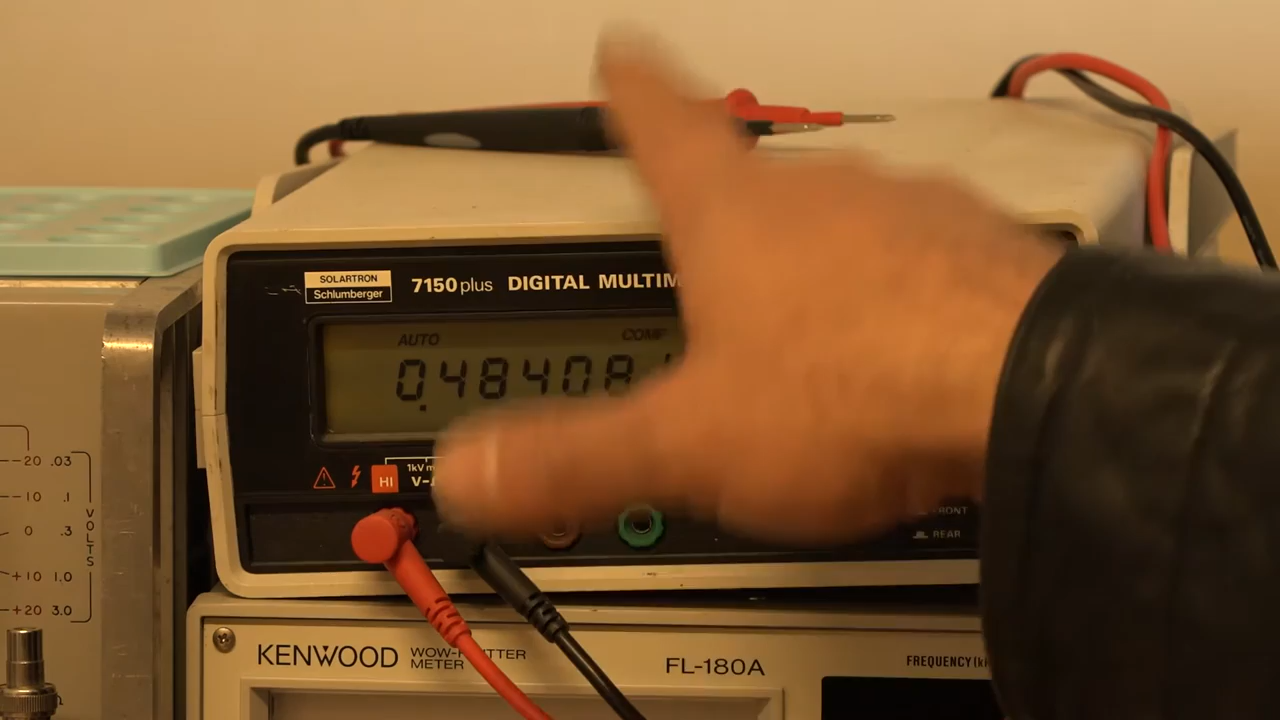 SOLARTRON
Schlumberger
7150 plus DIGITAL MULTIM
AUTO COMP
0.48408
HI
1kV m
V-
FRONT
REAR
-20 .03
-10 .1
0 .3
+10 1.0
+20 3.0
VOLTS
KENWOOD
WOW-FLUTTER
METER
FL-180A
FREQUENCY